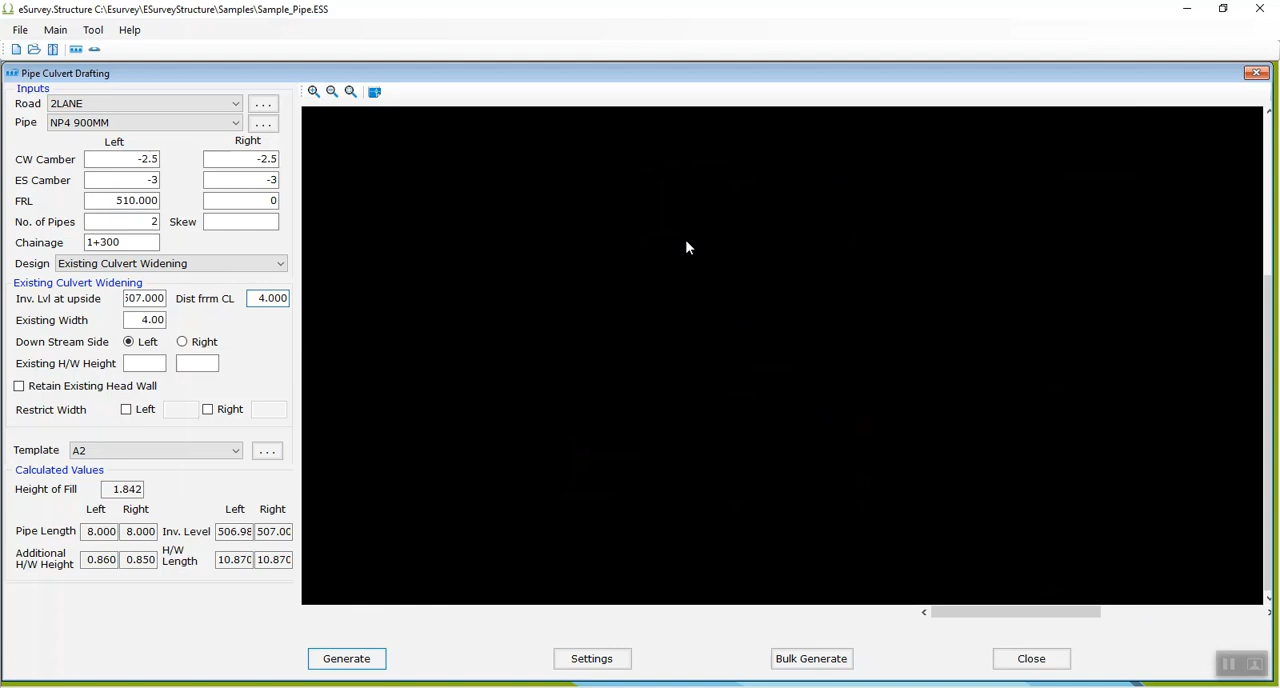 eSurvey.Structure C:\Esurvey\ESurveyStructure\Samples\Sample_Pipe.ESS
File Main Tool Help
Pipe Culvert Drafting
Inputs
Road 2LANE ...
Pipe NP4 900MM ...
Left Right
CW Camber -2.5 -2.5
ES Camber -3 -3
FRL 510.000 0
No. of Pipes 2 Skew
Chainage 1+300
Design Existing Culvert Widening
Existing Culvert Widening
Inv. Lvl at upside 507.000 Dist frrm CL 4.000
Existing Width 4.00
Down Stream Side Left Right
Existing H/W Height
Retain Existing Head Wall
Restrict Width Left Right
Template A2 ...
Calculated Values
Height of Fill 1.842
Left Right Left Right
Pipe Length 8.000 8.000 Inv. Level 506.98 507.00
Additional H/W Height 0.860 0.850 H/W Length 10.870 10.870
Generate Settings Bulk Generate Close